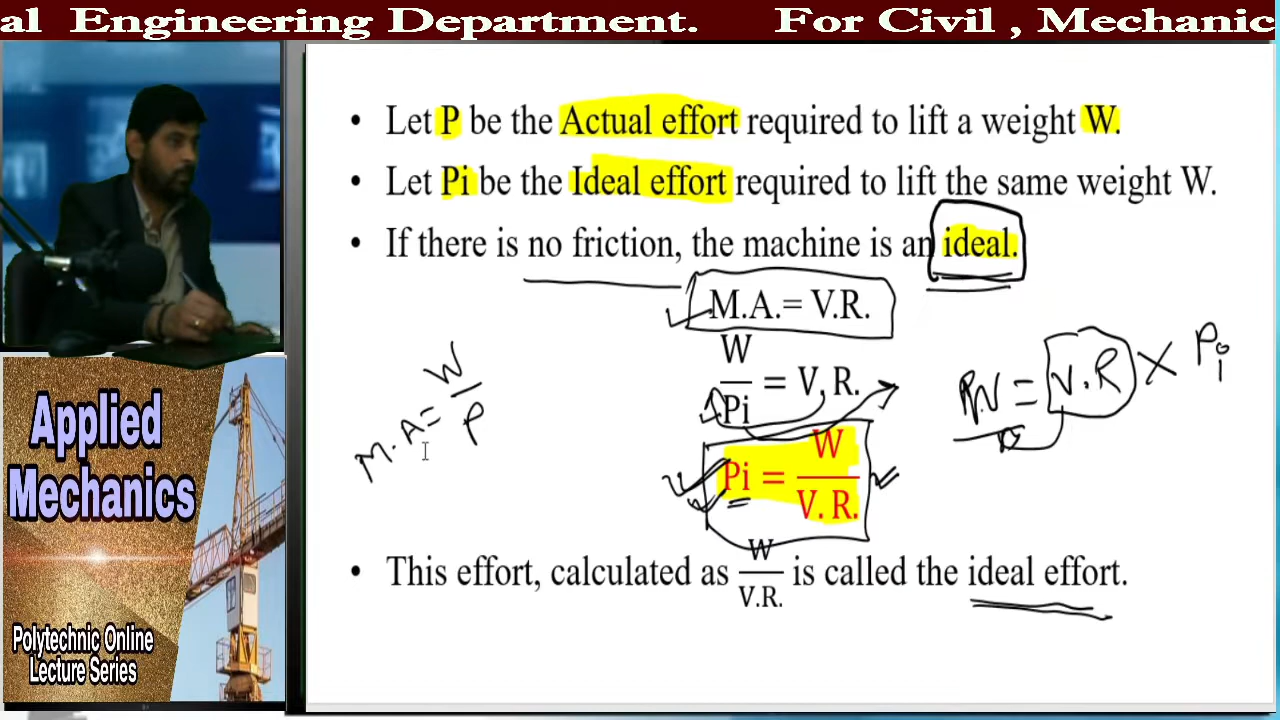 al Engineering Department. For Civil , Mechanic
• Let P be the Actual effort required to lift a weight W.
• Let Pi be the Ideal effort required to lift the same weight W.
• If there is no friction, the machine is an ideal.
M.A.= V.R.
W
Pi = V, R.
Pi = W
V. R.
M.A = W
P
= V.R × Pi
• This effort, calculated as W
V.R. is called the ideal effort.
Applied
Mechanics
Polytechnic Online
Lecture Series